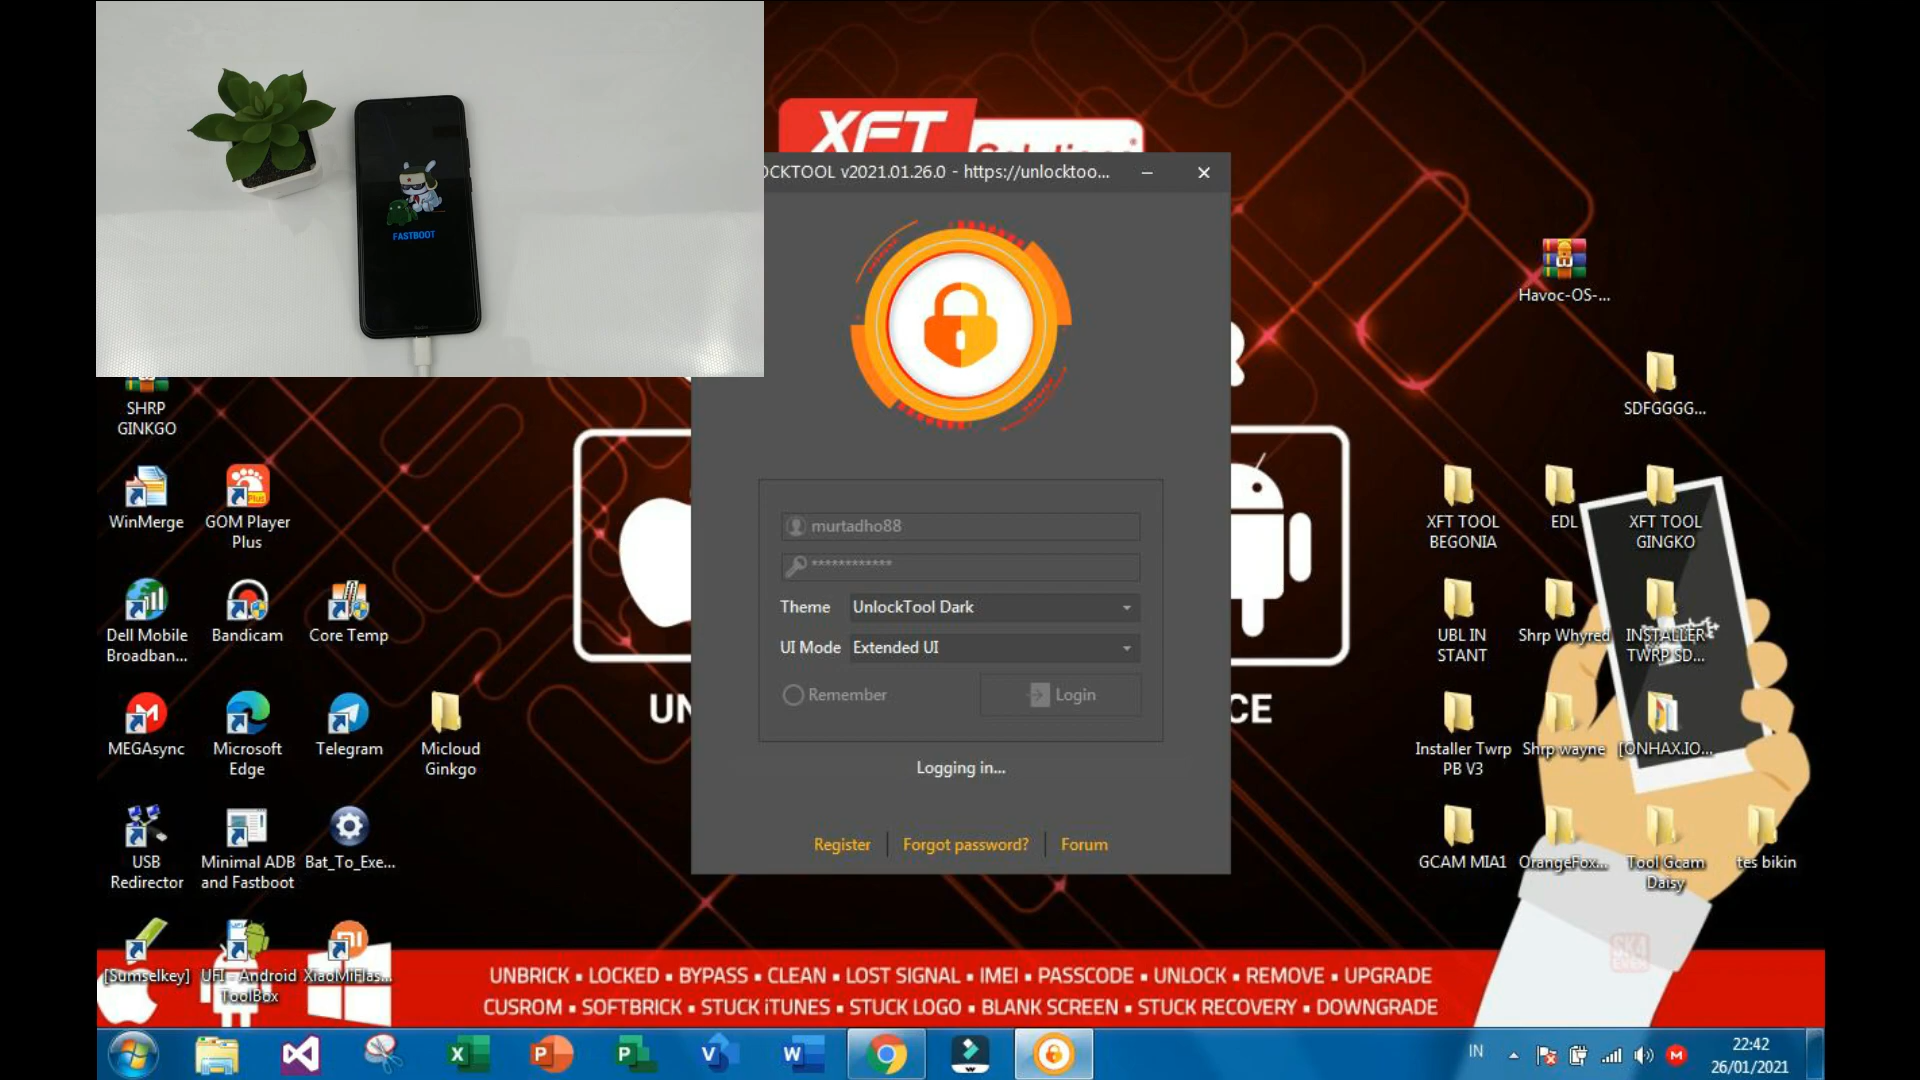 FASTBOOT
XFT
Solutions
OCKTOOL v2021.01.26.0 - https://unlocktoo...
murtadho88
************
Theme
UnlockTool Dark
UI Mode
Extended UI
Remember
Login
Logging in...
Register
Forgot password?
Forum
SHRP
GINKGO
WinMerge
GOM Player
Plus
Dell Mobile
Broadban...
Bandicam
Core Temp
MEGAsync
Microsoft
Edge
Telegram
Micloud
Ginkgo
USB
Redirector
Minimal ADB
and Fastboot
Bat_To_Exe...
[Sumselkey]
UFI - Android
ToolBox
XiaoMiFlas...
Havoc-OS-...
SDFGGGG...
XFT TOOL
BEGONIA
EDL
XFT TOOL
GINGKO
UBL IN
STANT
Shrp Whyred
INSTALLER
TWRP SD...
Installer Twrp
PB V3
Shrp wayne
[ONHAX.IO...
GCAM MIA1
OrangeFox...
Tool Gcam
Daisy
tes bikin
R
UN
CE
UNBRICK ▪ LOCKED ▪ BYPASS ▪ CLEAN ▪ LOST SIGNAL ▪ IMEI ▪ PASSCODE ▪ UNLOCK ▪ REMOVE ▪ UPGRADE
CUSROM ▪ SOFTBRICK ▪ STUCK iTUNES ▪ STUCK LOGO ▪ BLANK SCREEN ▪ STUCK RECOVERY ▪ DOWNGRADE
IN
22:42
26/01/2021